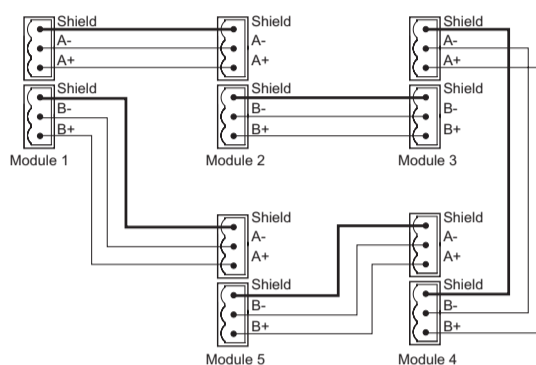 Shield
A-
A+
Shield
B-
B+
Module 1
Shield
A-
A+
Shield
B-
B+
Module 2
Shield
A-
A+
Shield
B-
B+
Module 3
Shield
A-
A+
Shield
B-
B+
Module 5
Shield
A-
A+
Shield
B-
B+
Module 4